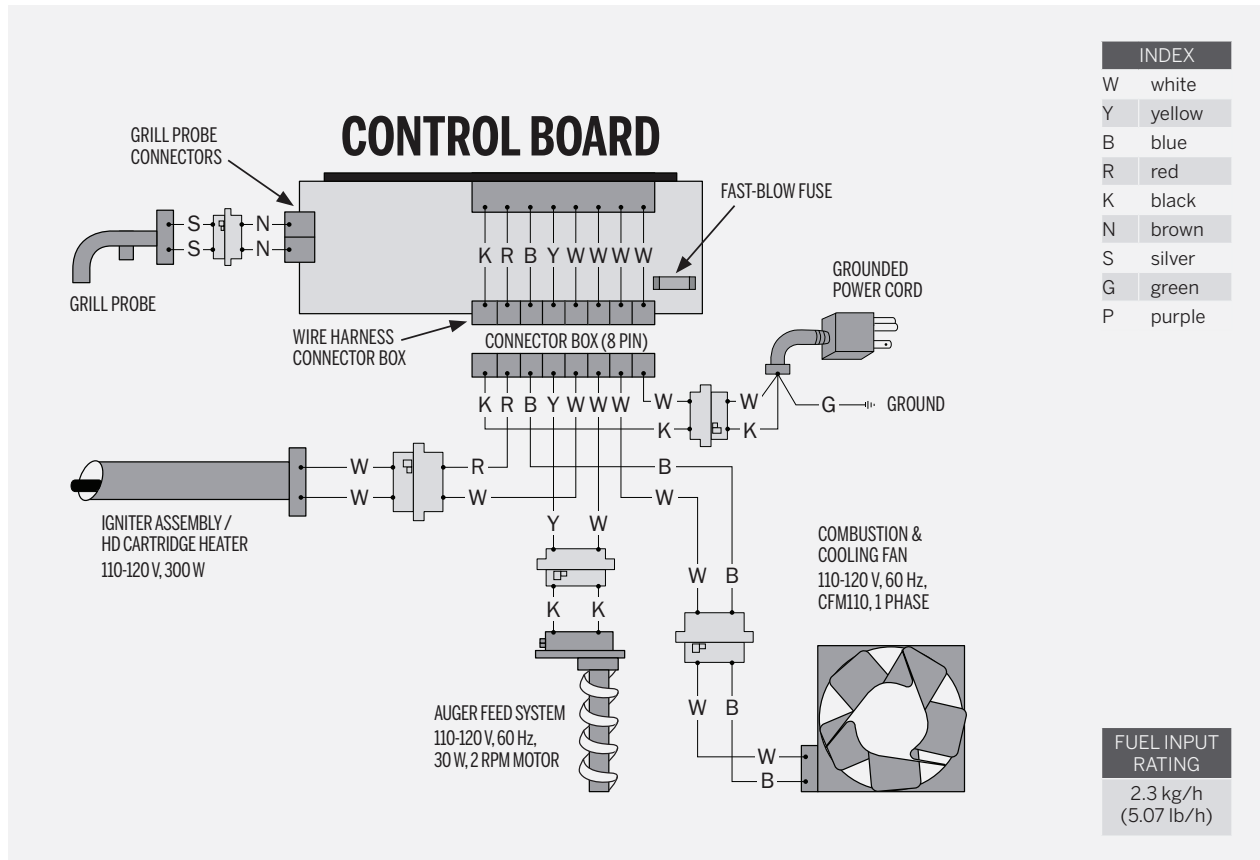 CONTROL BOARD
GRILL PROBE
CONNECTORS
FAST-BLOW FUSE
S N
S N
K R B Y W W W W
GRILL PROBE
GROUNDED
POWER CORD
WIRE HARNESS
CONNECTOR BOX
CONNECTOR BOX (8 PIN)
K R B Y W W W
W W
K K
G GROUND
W R B
W W W
IGNITER ASSEMBLY /
HD CARTRIDGE HEATER
110-120 V, 300 W
Y W
K K
COMBUSTION &
COOLING FAN
110-120 V, 60 Hz,
CFM110, 1 PHASE
W B
W B
AUGER FEED SYSTEM
110-120 V, 60 Hz,
30 W, 2 RPM MOTOR
W
B
INDEX
W white
Y yellow
B blue
R red
K black
N brown
S silver
G green
P purple
FUEL INPUT
RATING
2.3 kg/h
(5.07 lb/h)